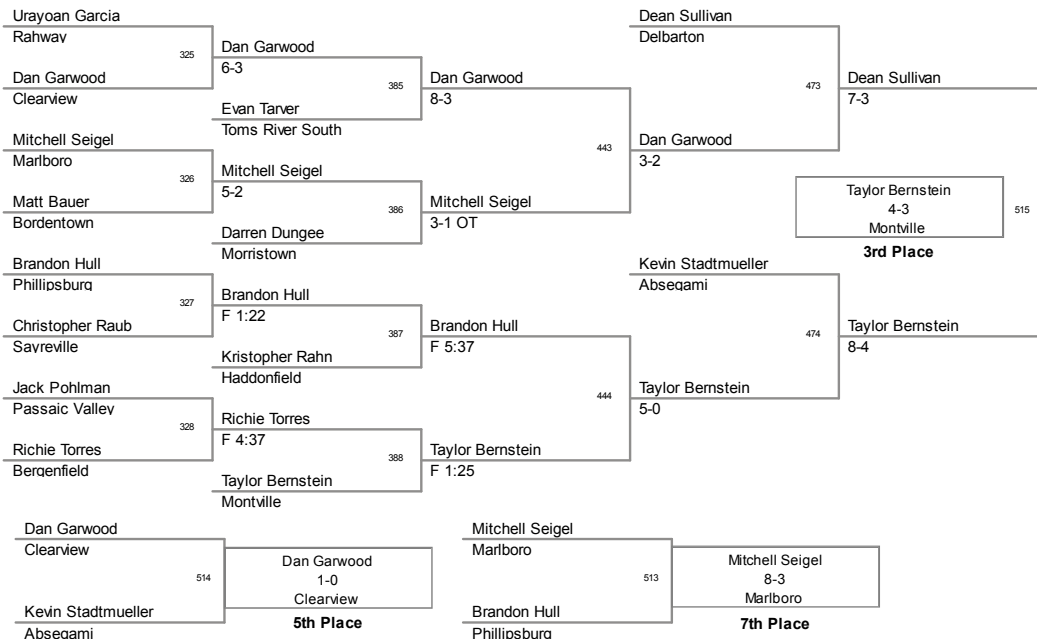 Urayoan Garcia
Rahway
325
Dan Garwood
Clearview
Dan Garwood
6-3
385
Evan Tarver
Toms River South
Mitchell Seigel
Marlboro
326
Matt Bauer
Bordentown
Mitchell Seigel
5-2
386
Darren Dungee
Morristown
Brandon Hull
Phillipsburg
327
Christopher Raub
Sayreville
Brandon Hull
F 1:22
387
Kristopher Rahn
Haddonfield
Jack Pohlman
Passaic Valley
328
Richie Torres
Bergenfield
Richie Torres
F 4:37
388
Taylor Bernstein
Montville
Dan Garwood
8-3
443
Mitchell Seigel
3-1 OT
Brandon Hull
F 5:37
444
Taylor Bernstein
F 1:25
Dean Sullivan
Delbarton
473
Dan Garwood
3-2
Kevin Stadtmueller
Absegami
474
Taylor Bernstein
5-0
Dean Sullivan
7-3
Taylor Bernstein
4-3
Montville
515
3rd Place
Taylor Bernstein
8-4
Dan Garwood
Clearview
514
Kevin Stadtmueller
Absegami
Dan Garwood
1-0
Clearview
5th Place
Mitchell Seigel
Marlboro
513
Brandon Hull
Phillipsburg
Mitchell Seigel
8-3
Marlboro
7th Place